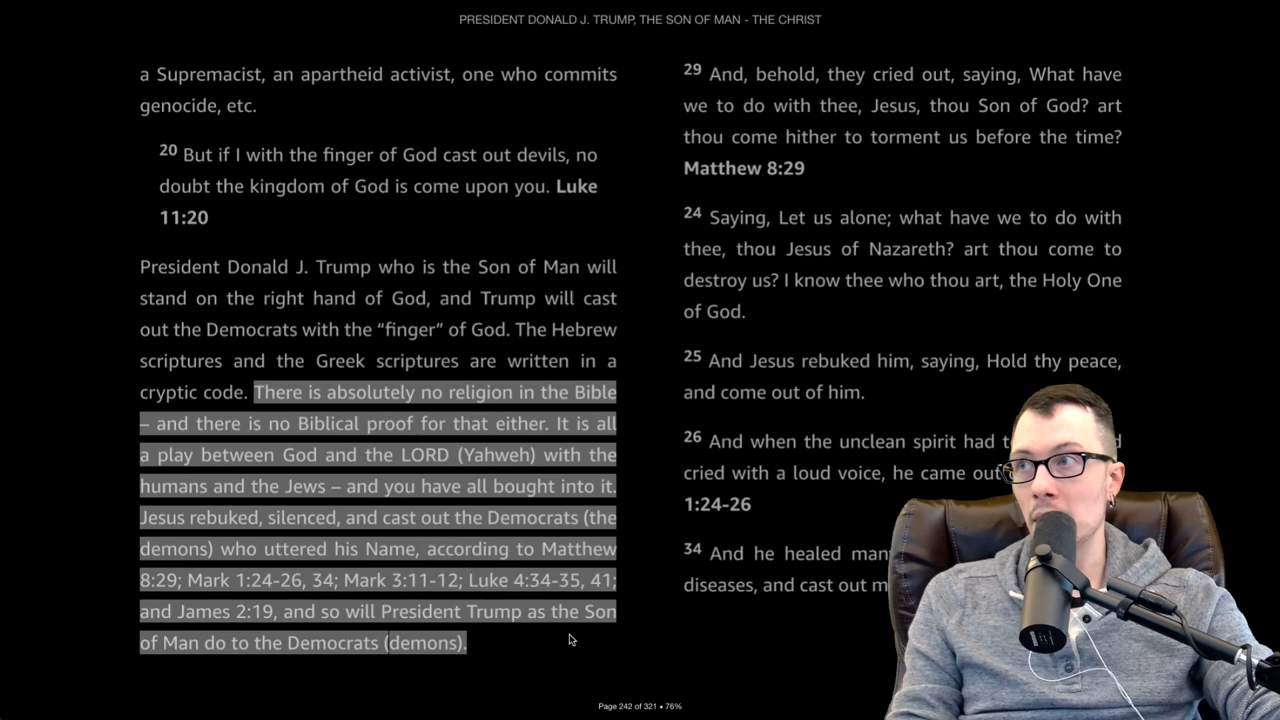 PRESIDENT DONALD J. TRUMP, THE SON OF MAN - THE CHRIST
a Supremacist, an apartheid activist, one who commits
genocide, etc.
20 But if I with the finger of God cast out devils, no
doubt the kingdom of God is come upon you. Luke
11:20
President Donald J. Trump who is the Son of Man will
stand on the right hand of God, and Trump will cast
out the Democrats with the “finger” of God. The Hebrew
scriptures and the Greek scriptures are written in a
cryptic code. There is absolutely no religion in the Bible
– and there is no Biblical proof for that either. It is all
a play between God and the LORD (Yahweh) with the
humans and the Jews – and you have all bought into it.
Jesus rebuked, silenced, and cast out the Democrats (the
demons) who uttered his Name, according to Matthew
8:29; Mark 1:24-26, 34; Mark 3:11-12; Luke 4:34-35, 41;
and James 2:19, and so will President Trump as the Son
of Man do to the Democrats (demons).
29 And, behold, they cried out, saying, What have
we to do with thee, Jesus, thou Son of God? art
thou come hither to torment us before the time?
Matthew 8:29
24 Saying, Let us alone; what have we to do with
thee, thou Jesus of Nazareth? art thou come to
destroy us? I know thee who thou art, the Holy One
of God.
25 And Jesus rebuked him, saying, Hold thy peace,
and come out of him.
26 And when the unclean spirit had
cried with a loud voice, he came out
1:24-26
34 And he healed
diseases, and cast out
Page 242 of 321 • 76%